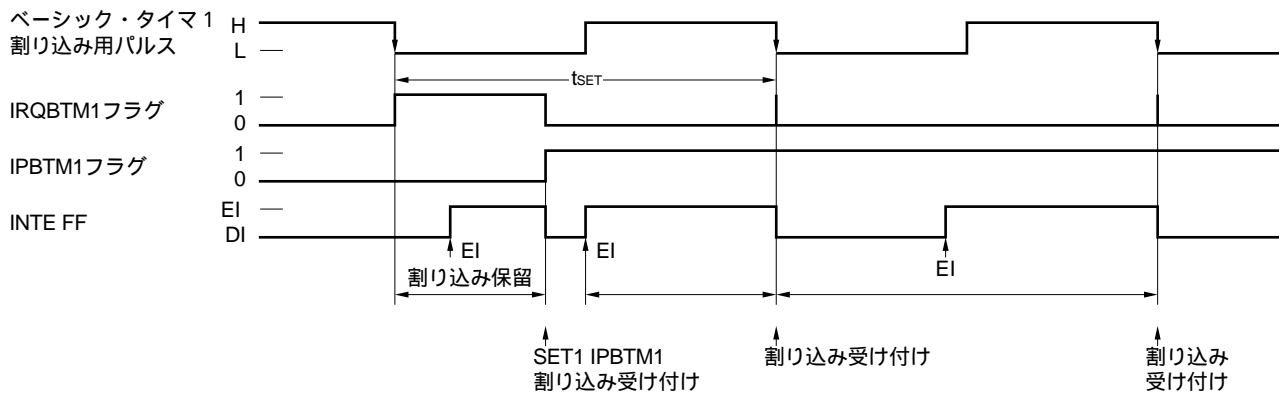 ベーシック・タイマ1
割り込み用パルス
H
L
tSET
IRQBTM1フラグ
1
0
IPBTM1フラグ
1
0
INTE FF
EI
DI
EI
EI
EI
割り込み保留
SET1 IPBTM1
割り込み受け付け
割り込み受け付け
割り込み
受け付け